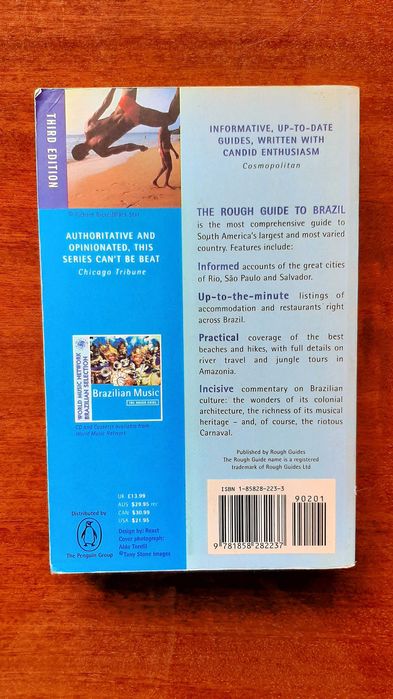 THIRD EDITION
AUTHORITATIVE AND
OPINIONATED, THIS
SERIES CAN'T BE BEAT
Chicago Tribune
WORLD MUSIC NETWORK
BRAZILIAN SELECTION
Brazilian Music
THE ROUGH GUIDE
CD and Cassette available from
World Music Network
UK £13.99
AUS $29.95
CAN $30.99
USA $21.95
Distributed by
The Penguin Group
Design by: React
Cover photograph:
©Tony Stone Images
INFORMATIVE, UP-TO-DATE
GUIDES, WRITTEN WITH
CANDID ENTHUSIASM
Cosmopolitan
THE ROUGH GUIDE TO BRAZIL
is the most comprehensive guide to
South America's largest and most varied
country. Features include:
Informed accounts of the great cities
of Rio, São Paulo and Salvador.
Up-to-the-minute listings of
accommodation and restaurants right
across Brazil.
Practical coverage of the best
beaches and hikes, with full details on
river travel and jungle tours in
Amazonia.
Incisive commentary on Brazilian
culture: the wonders of its colonial
architecture, the richness of its musical
heritage – and, of course, the riotous
Carnaval.
Published by Rough Guides
The Rough Guide name is a registered
trademark of Rough Guides Ltd
ISBN 1-85828-223-3
90201
9 781858 282237